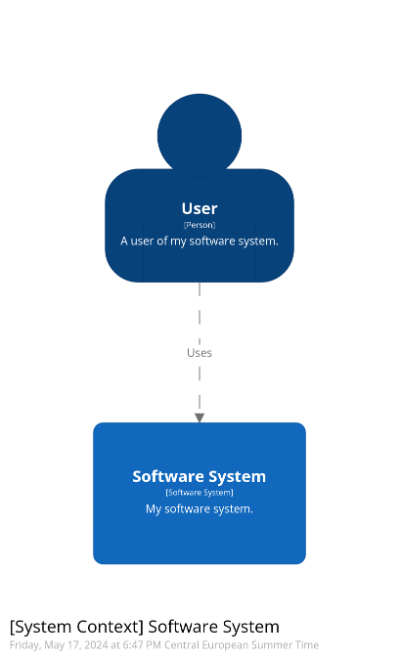 User
[Person]
A user of my software system.
Uses
Software System
[Software System]
My software system.
[System Context] Software System
Friday, May 17, 2024 at 6:47 PM Central European Summer Time